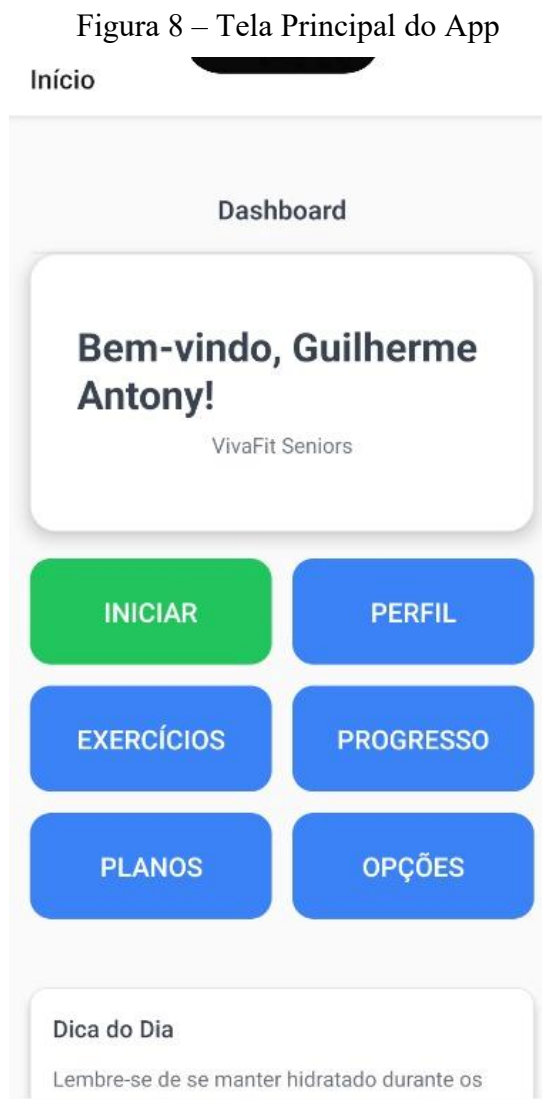 Figura 8 – Tela Principal do App
Início
Dashboard
Bem-vindo, Guilherme
Antony!
VivaFit Seniors
INICIAR
PERFIL
EXERCÍCIOS
PROGRESSO
PLANOS
OPÇÕES
Dica do Dia
Lembre-se de se manter hidratado durante os